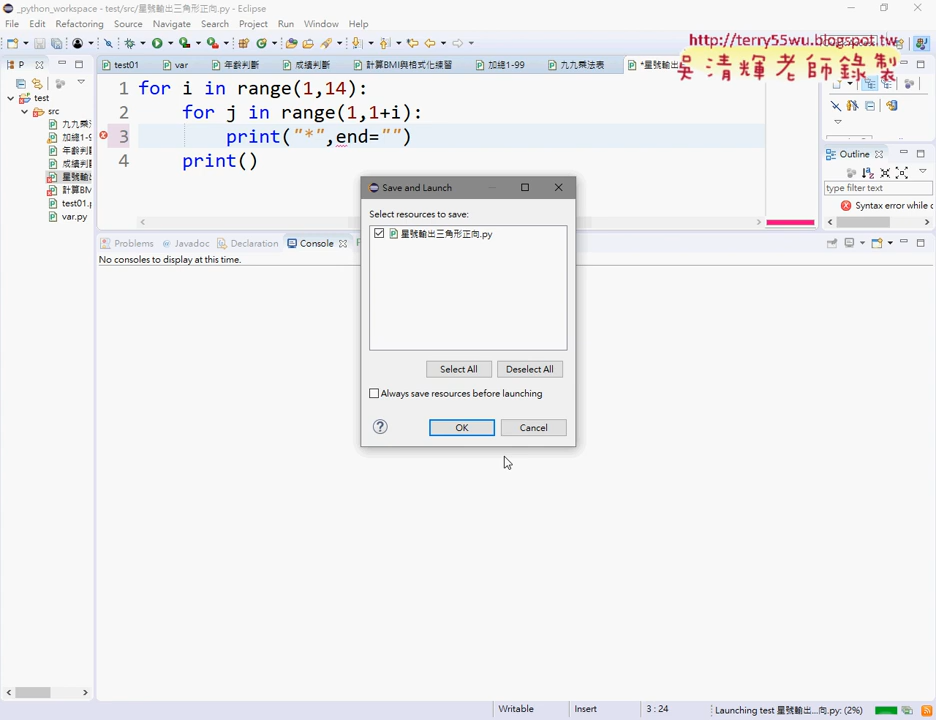 _python_workspace - test/src/星號輸出三角形正向.py - Eclipse
File Edit Refactoring Source Navigate Search Project Run Window Help
http://terry55wu.blogspot.tw
吳清輝老師錄製
P test01 var 年齡判斷 成績判斷 計算BMI與格式化練習 加總1-99 九九乘法表 *星號輸出
test
src
九九乘
加總1-9
年齡判斷
成績判斷
星號輸出
計算BM
test01.p
var.py
1 for i in range(1,14):
2 for j in range(1,1+i):
3 print("*",end="")
4 print()
Outline
type filter text
Syntax error while c
Problems Javadoc Declaration Console
No consoles to display at this time.
Save and Launch
Select resources to save:
星號輸出三角形正向.py
Select All Deselect All
Always save resources before launching
OK Cancel
Writable Insert 3 : 24 Launching test 星號輸出...向.py: (2%)